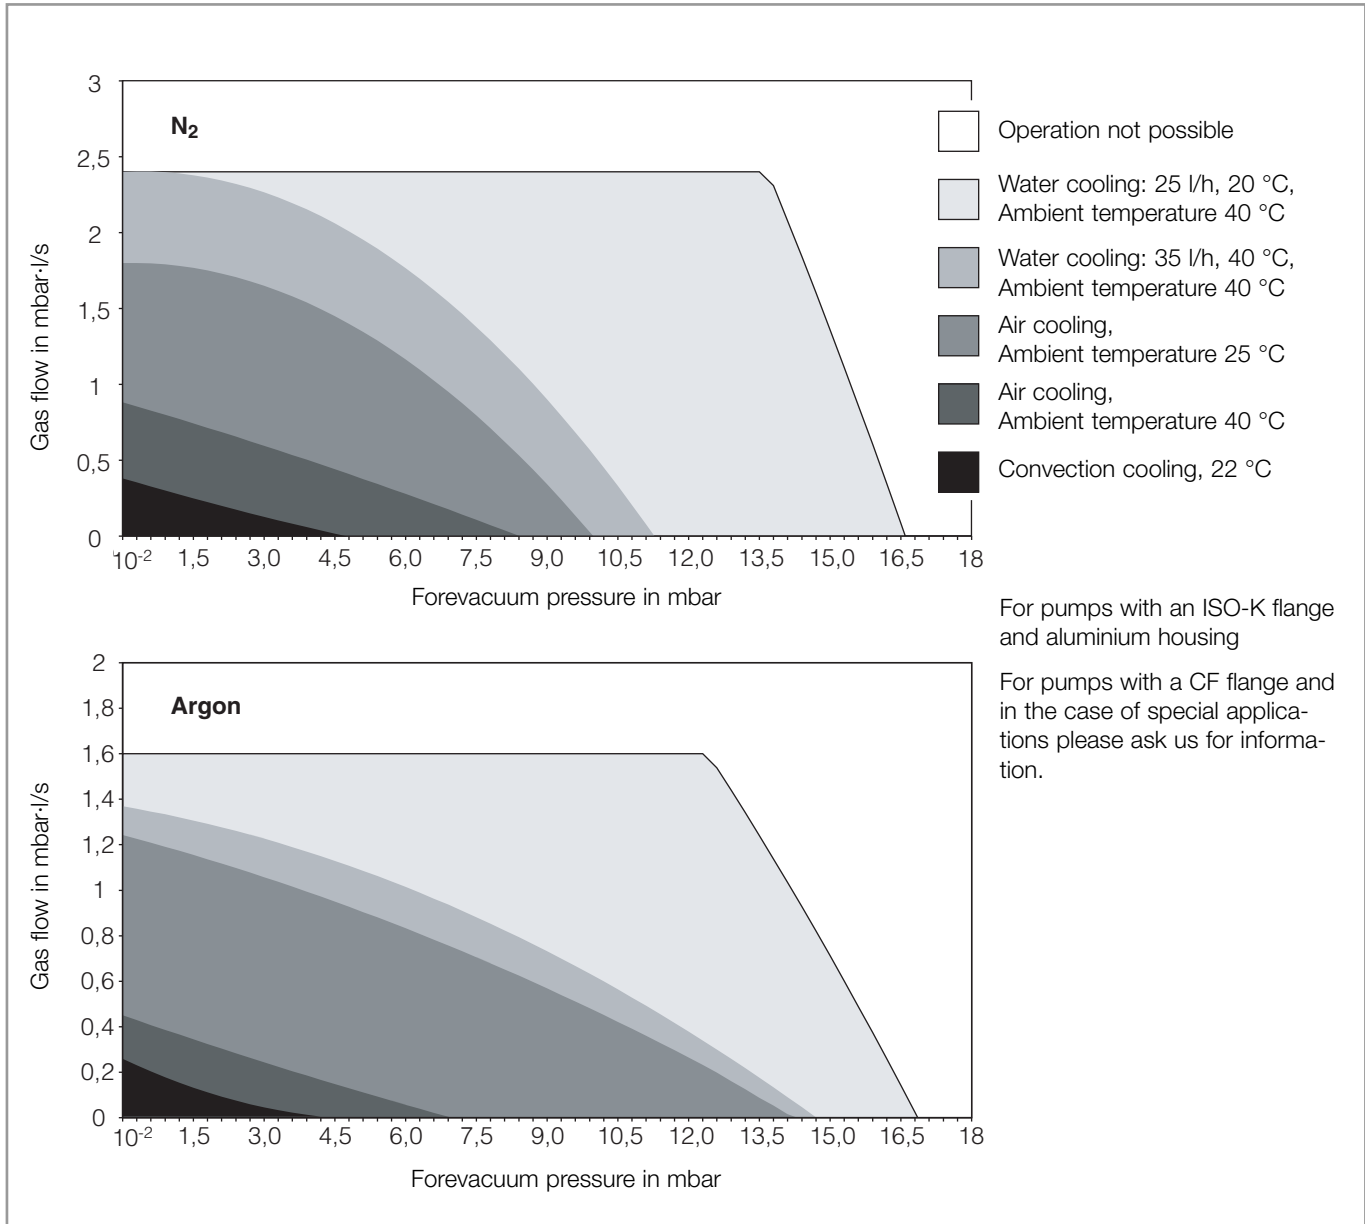 3
2,5
2
1,5
1
0,5
0
Gas flow in mbar·l/s
N2
10-2 1,5 3,0 4,5 6,0 7,5 9,0 10,5 12,0 13,5 15,0 16,5 18
Forevacuum pressure in mbar
Operation not possible
Water cooling: 25 l/h, 20 °C,
Ambient temperature 40 °C
Water cooling: 35 l/h, 40 °C,
Ambient temperature 40 °C
Air cooling,
Ambient temperature 25 °C
Air cooling,
Ambient temperature 40 °C
Convection cooling, 22 °C
For pumps with an ISO-K flange
and aluminium housing
For pumps with a CF flange and
in the case of special applica-
tions please ask us for informa-
tion.
2
1,8
1,6
1,4
1,2
1
0,8
0,6
0,4
0,2
0
Gas flow in mbar·l/s
Argon
10-2 1,5 3,0 4,5 6,0 7,5 9,0 10,5 12,0 13,5 15,0 16,5 18
Forevacuum pressure in mbar